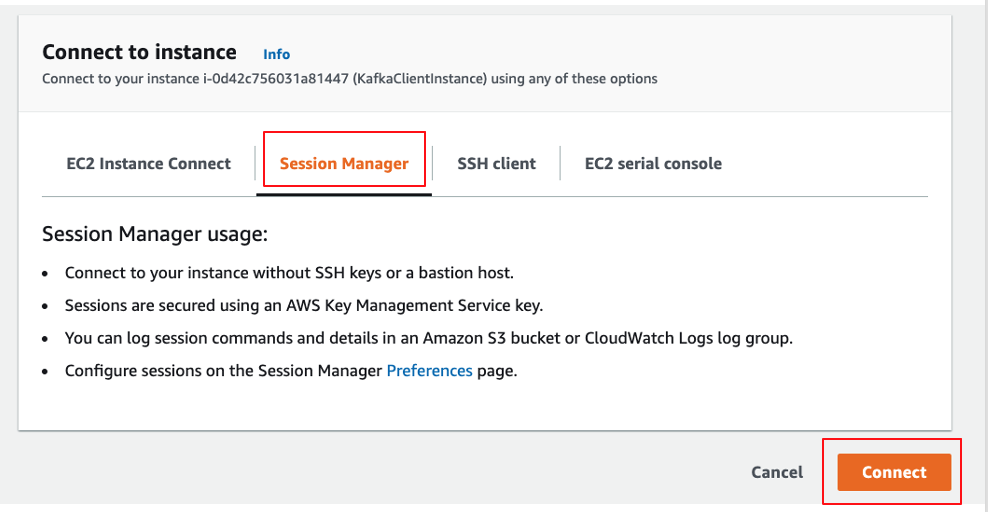 Connect to instance Info
Connect to your instance i-0d42c756031a81447 (KafkaClientInstance) using any of these options
EC2 Instance Connect Session Manager SSH client EC2 serial console
Session Manager usage:
• Connect to your instance without SSH keys or a bastion host.
• Sessions are secured using an AWS Key Management Service key.
• You can log session commands and details in an Amazon S3 bucket or CloudWatch Logs log group.
• Configure sessions on the Session Manager Preferences page.
Cancel Connect